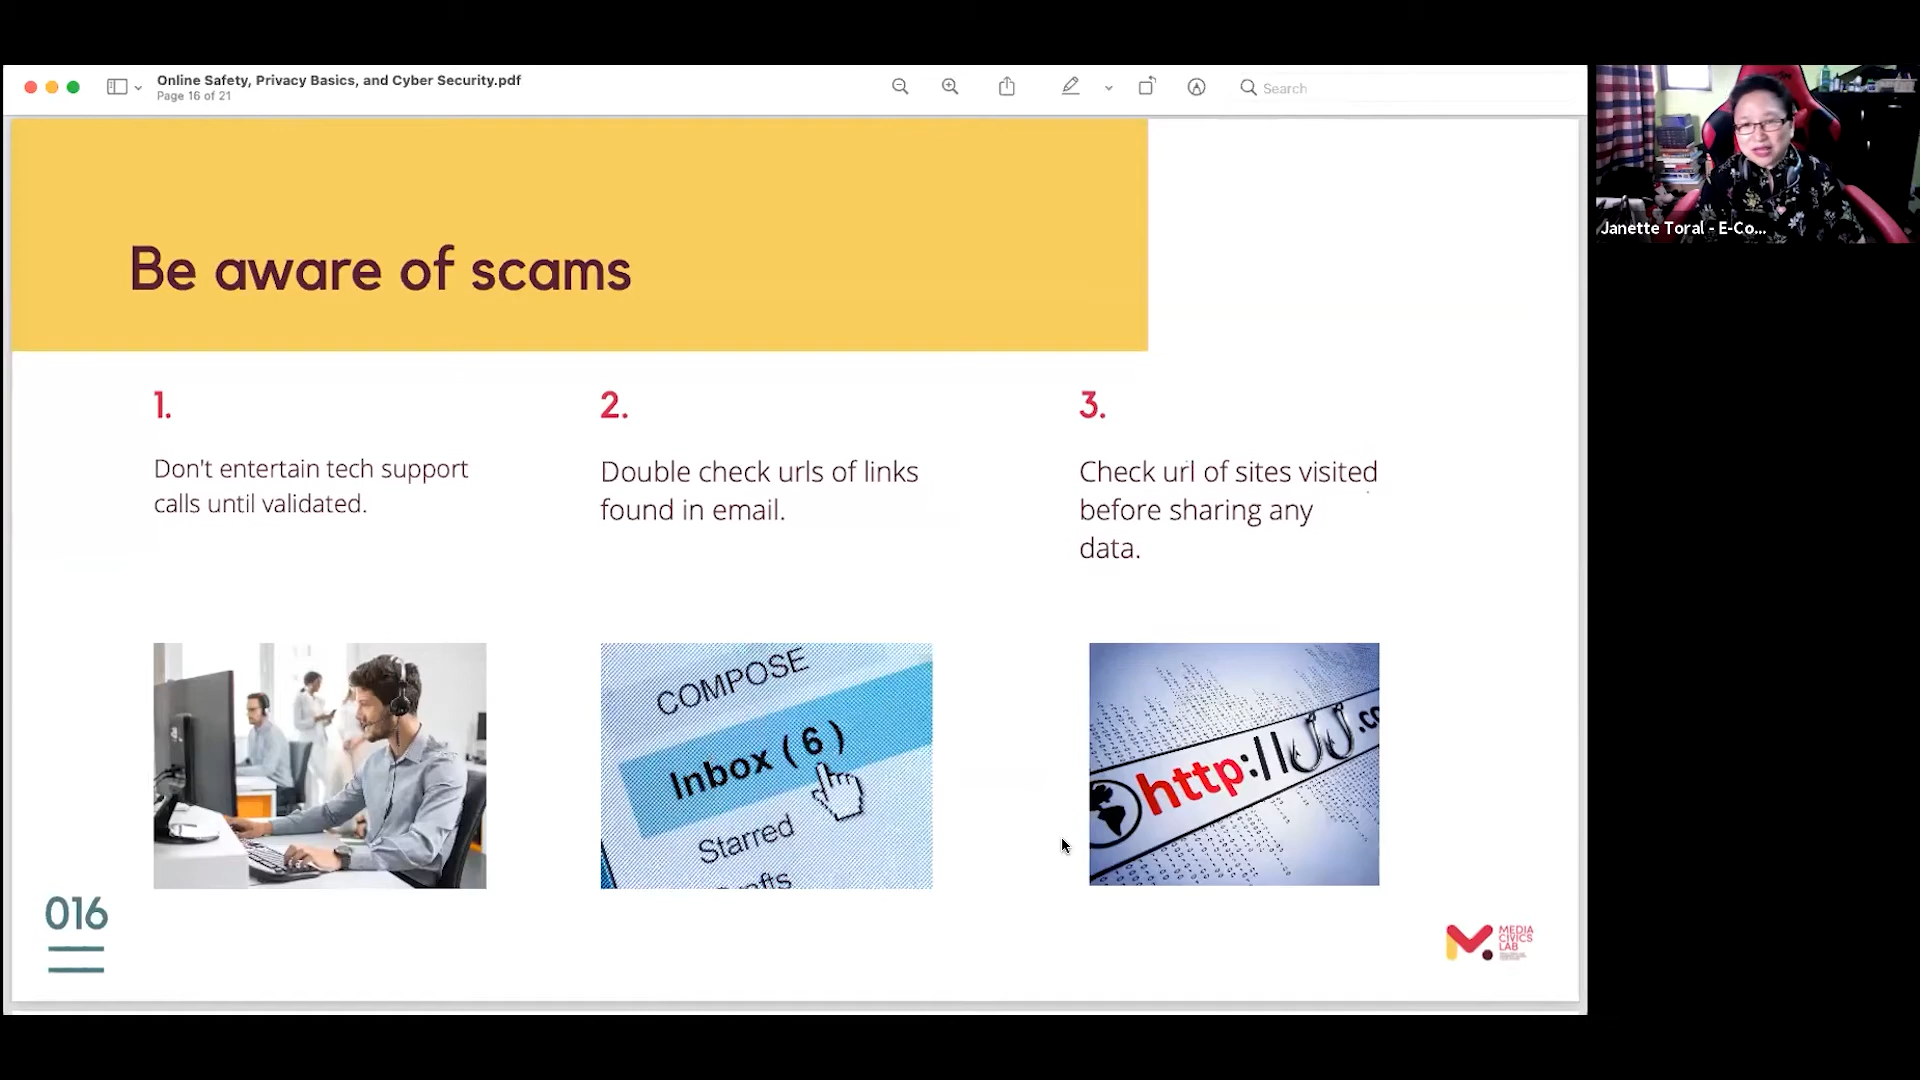 Online Safety, Privacy Basics, and Cyber Security.pdf
Page 16 of 21
Search
Janette Toral - E-Co...
Be aware of scams
1.
Don't entertain tech support
calls until validated.
2.
Double check urls of links
found in email.
3.
Check url of sites visited
before sharing any
data.
COMPOSE
Inbox (6)
Starred
Drafts
http:// .co
016
MEDIA
CIVICS
LAB